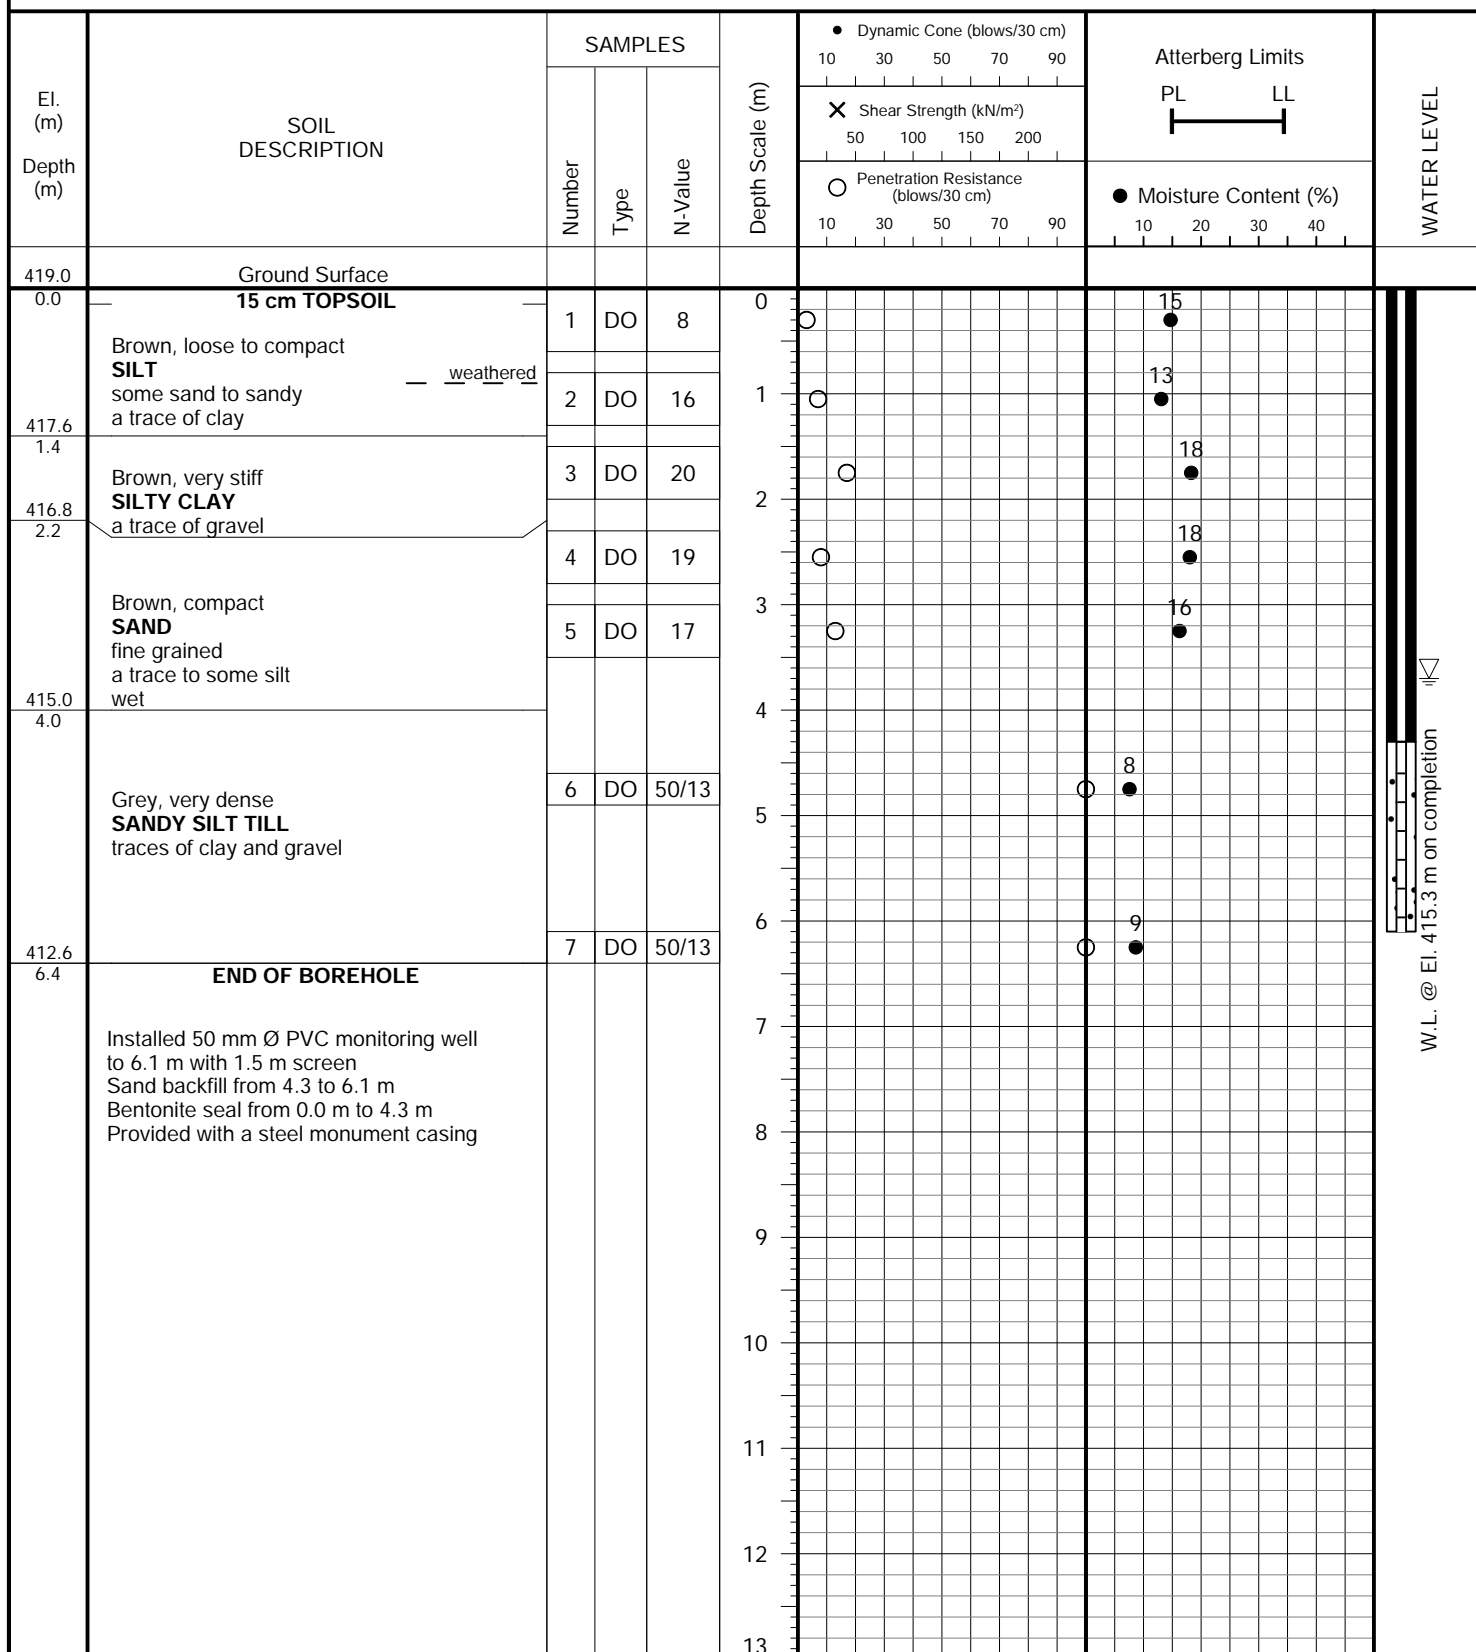 El.
(m)
Depth
(m)
SOIL
DESCRIPTION
SAMPLES
Number
Type
N-Value
Depth Scale (m)
Dynamic Cone (blows/30 cm)
10 30 50 70 90
Shear Strength (kN/m²)
50 100 150 200
Penetration Resistance
(blows/30 cm)
10 30 50 70 90
Atterberg Limits
PL LL
Moisture Content (%)
10 20 30 40
WATER LEVEL
419.0 Ground Surface
0.0 15 cm TOPSOIL 0 15
1 DO 8
Brown, loose to compact
SILT
weathered
some sand to sandy
a trace of clay
13
2 DO 16 1
417.6
1.4
Brown, very stiff
SILTY CLAY
a trace of gravel
18
3 DO 20
2
416.8
2.2
18
4 DO 19
Brown, compact
SAND
fine grained
a trace to some silt
wet
3 16
5 DO 17
415.0
4.0
4
8
6 DO 50/13
Grey, very dense
SANDY SILT TILL
traces of clay and gravel
5
6 9
7 DO 50/13
412.6
6.4 END OF BOREHOLE
W.L. @ El. 415.3 m on completion
Installed 50 mm Ø PVC monitoring well
to 6.1 m with 1.5 m screen
Sand backfill from 4.3 to 6.1 m
Bentonite seal from 0.0 m to 4.3 m
Provided with a steel monument casing
7
8
9
10
11
12
13